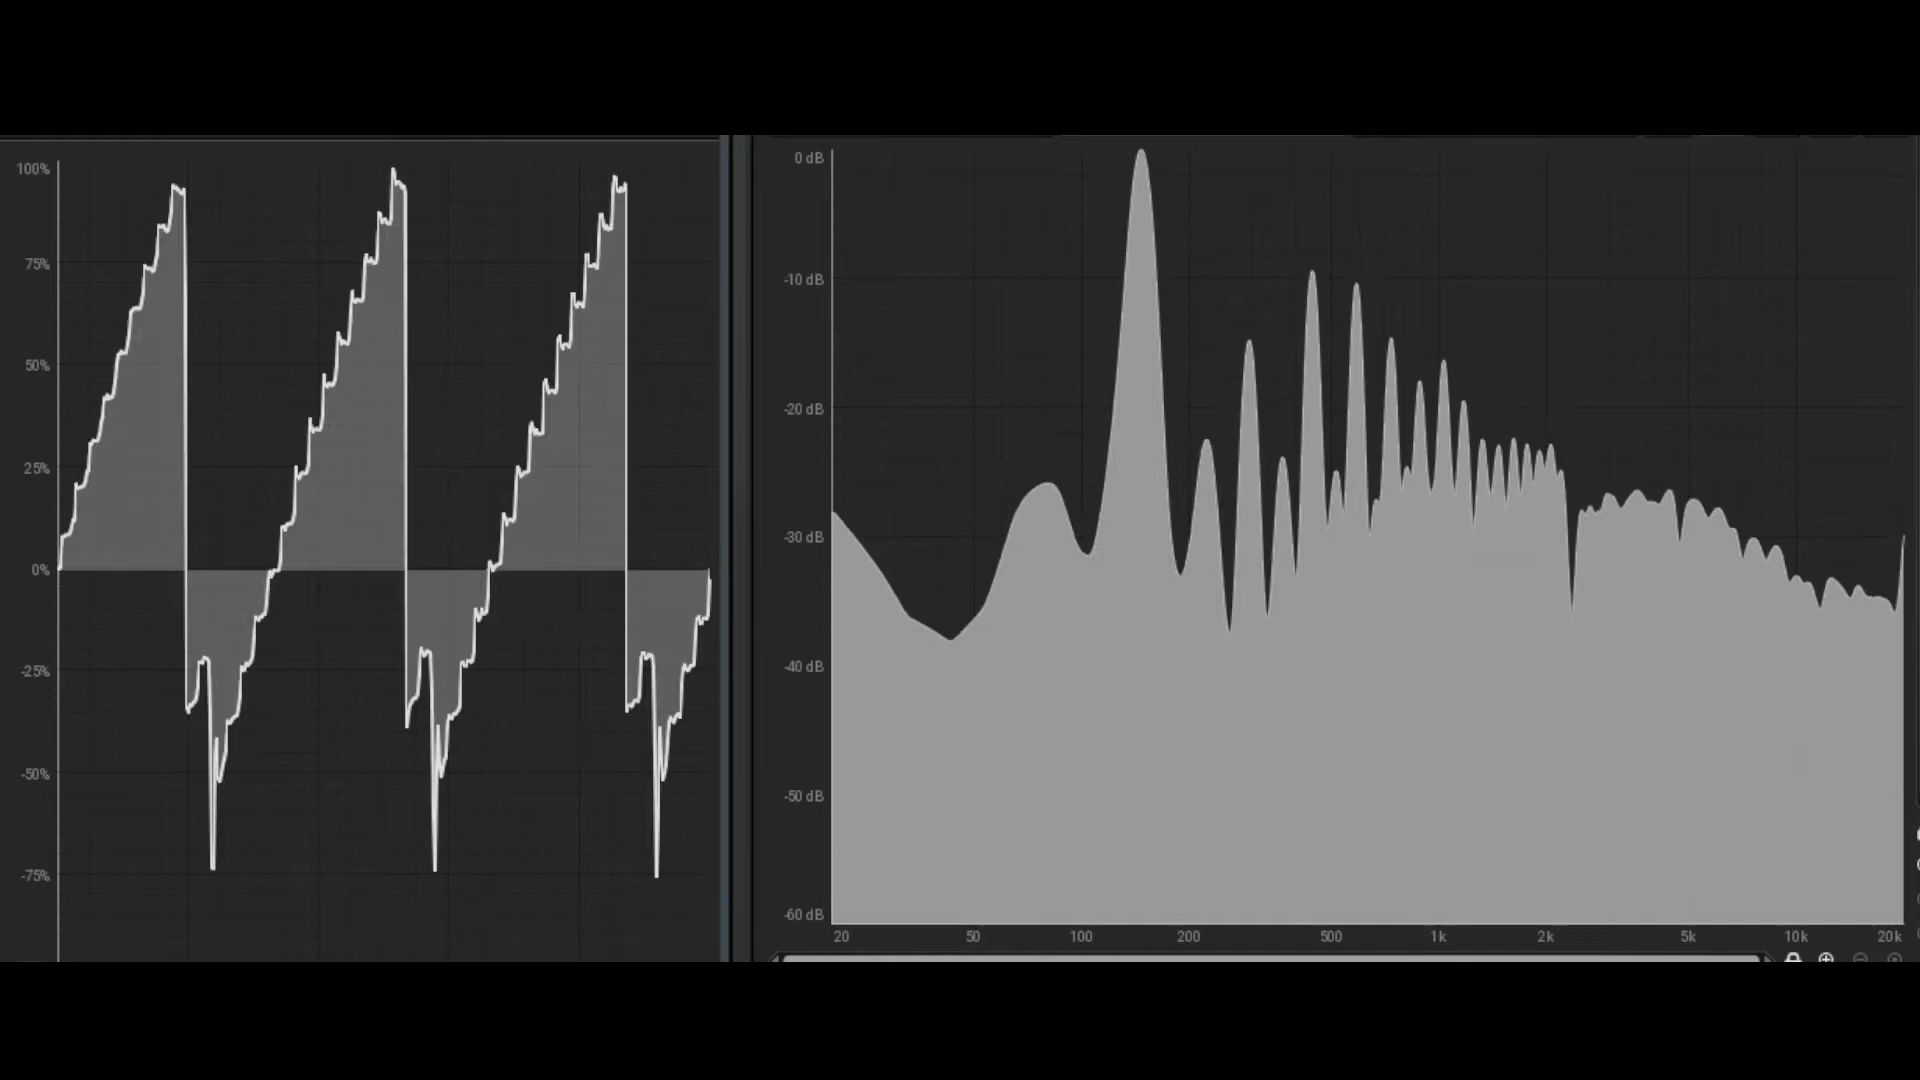 100%
75%
50%
25%
0%
-25%
-50%
-75%
0 dB
-10 dB
-20 dB
-30 dB
-40 dB
-50 dB
-60 dB
20 50 100 200 500 1k 2k 5k 10k 20k